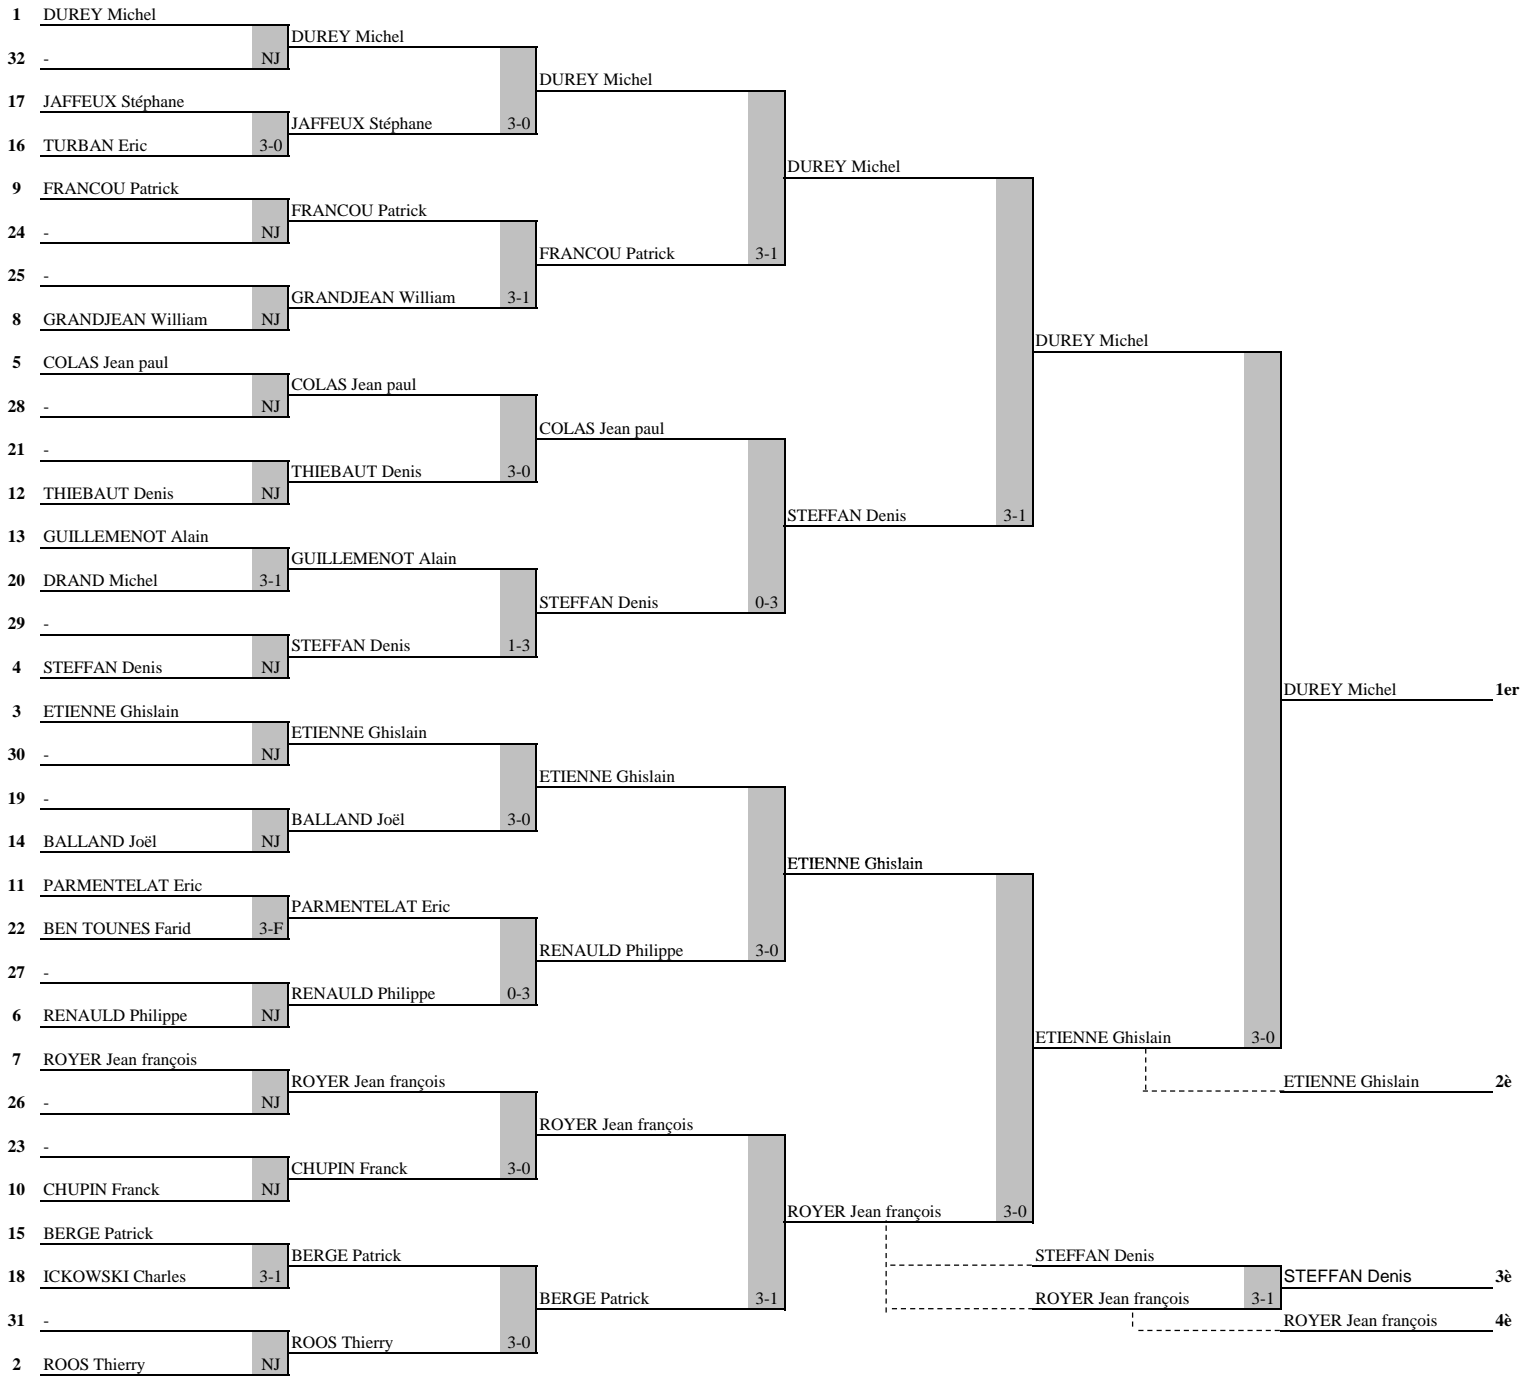 1 DUREY Michel
DUREY Michel
32 - NJ
DUREY Michel
17 JAFFEUX Stéphane
JAFFEUX Stéphane 3-0
16 TURBAN Eric 3-0
DUREY Michel
9 FRANCOU Patrick
FRANCOU Patrick
24 - NJ
FRANCOU Patrick 3-1
25 -
GRANDJEAN William 3-1
8 GRANDJEAN William NJ
DUREY Michel
5 COLAS Jean paul
COLAS Jean paul
28 - NJ
COLAS Jean paul
21 -
THIEBAUT Denis 3-0
12 THIEBAUT Denis NJ
STEFFAN Denis 3-1
13 GUILLEMENOT Alain
GUILLEMENOT Alain
20 DRAND Michel 3-1
STEFFAN Denis 0-3
29 -
STEFFAN Denis 1-3
4 STEFFAN Denis NJ
DUREY Michel 1er
3 ETIENNE Ghislain
ETIENNE Ghislain
30 - NJ
ETIENNE Ghislain
19 -
BALLAND Joël 3-0
14 BALLAND Joël NJ
ETIENNE Ghislain
11 PARMENTELAT Eric
PARMENTELAT Eric
22 BEN TOUNES Farid 3-F
RENAULD Philippe 3-0
27 -
RENAULD Philippe 0-3
6 RENAULD Philippe NJ
ETIENNE Ghislain 3-0
7 ROYER Jean françois
ROYER Jean françois
ETIENNE Ghislain 2è
26 - NJ
ROYER Jean françois
23 -
CHUPIN Franck 3-0
10 CHUPIN Franck NJ
ROYER Jean françois 3-0
15 BERGE Patrick
BERGE Patrick
STEFFAN Denis
18 ICKOWSKI Charles 3-1
STEFFAN Denis 3è
BERGE Patrick 3-1
ROYER Jean françois 3-1
31 -
ROYER Jean françois 4è
ROOS Thierry 3-0
2 ROOS Thierry NJ